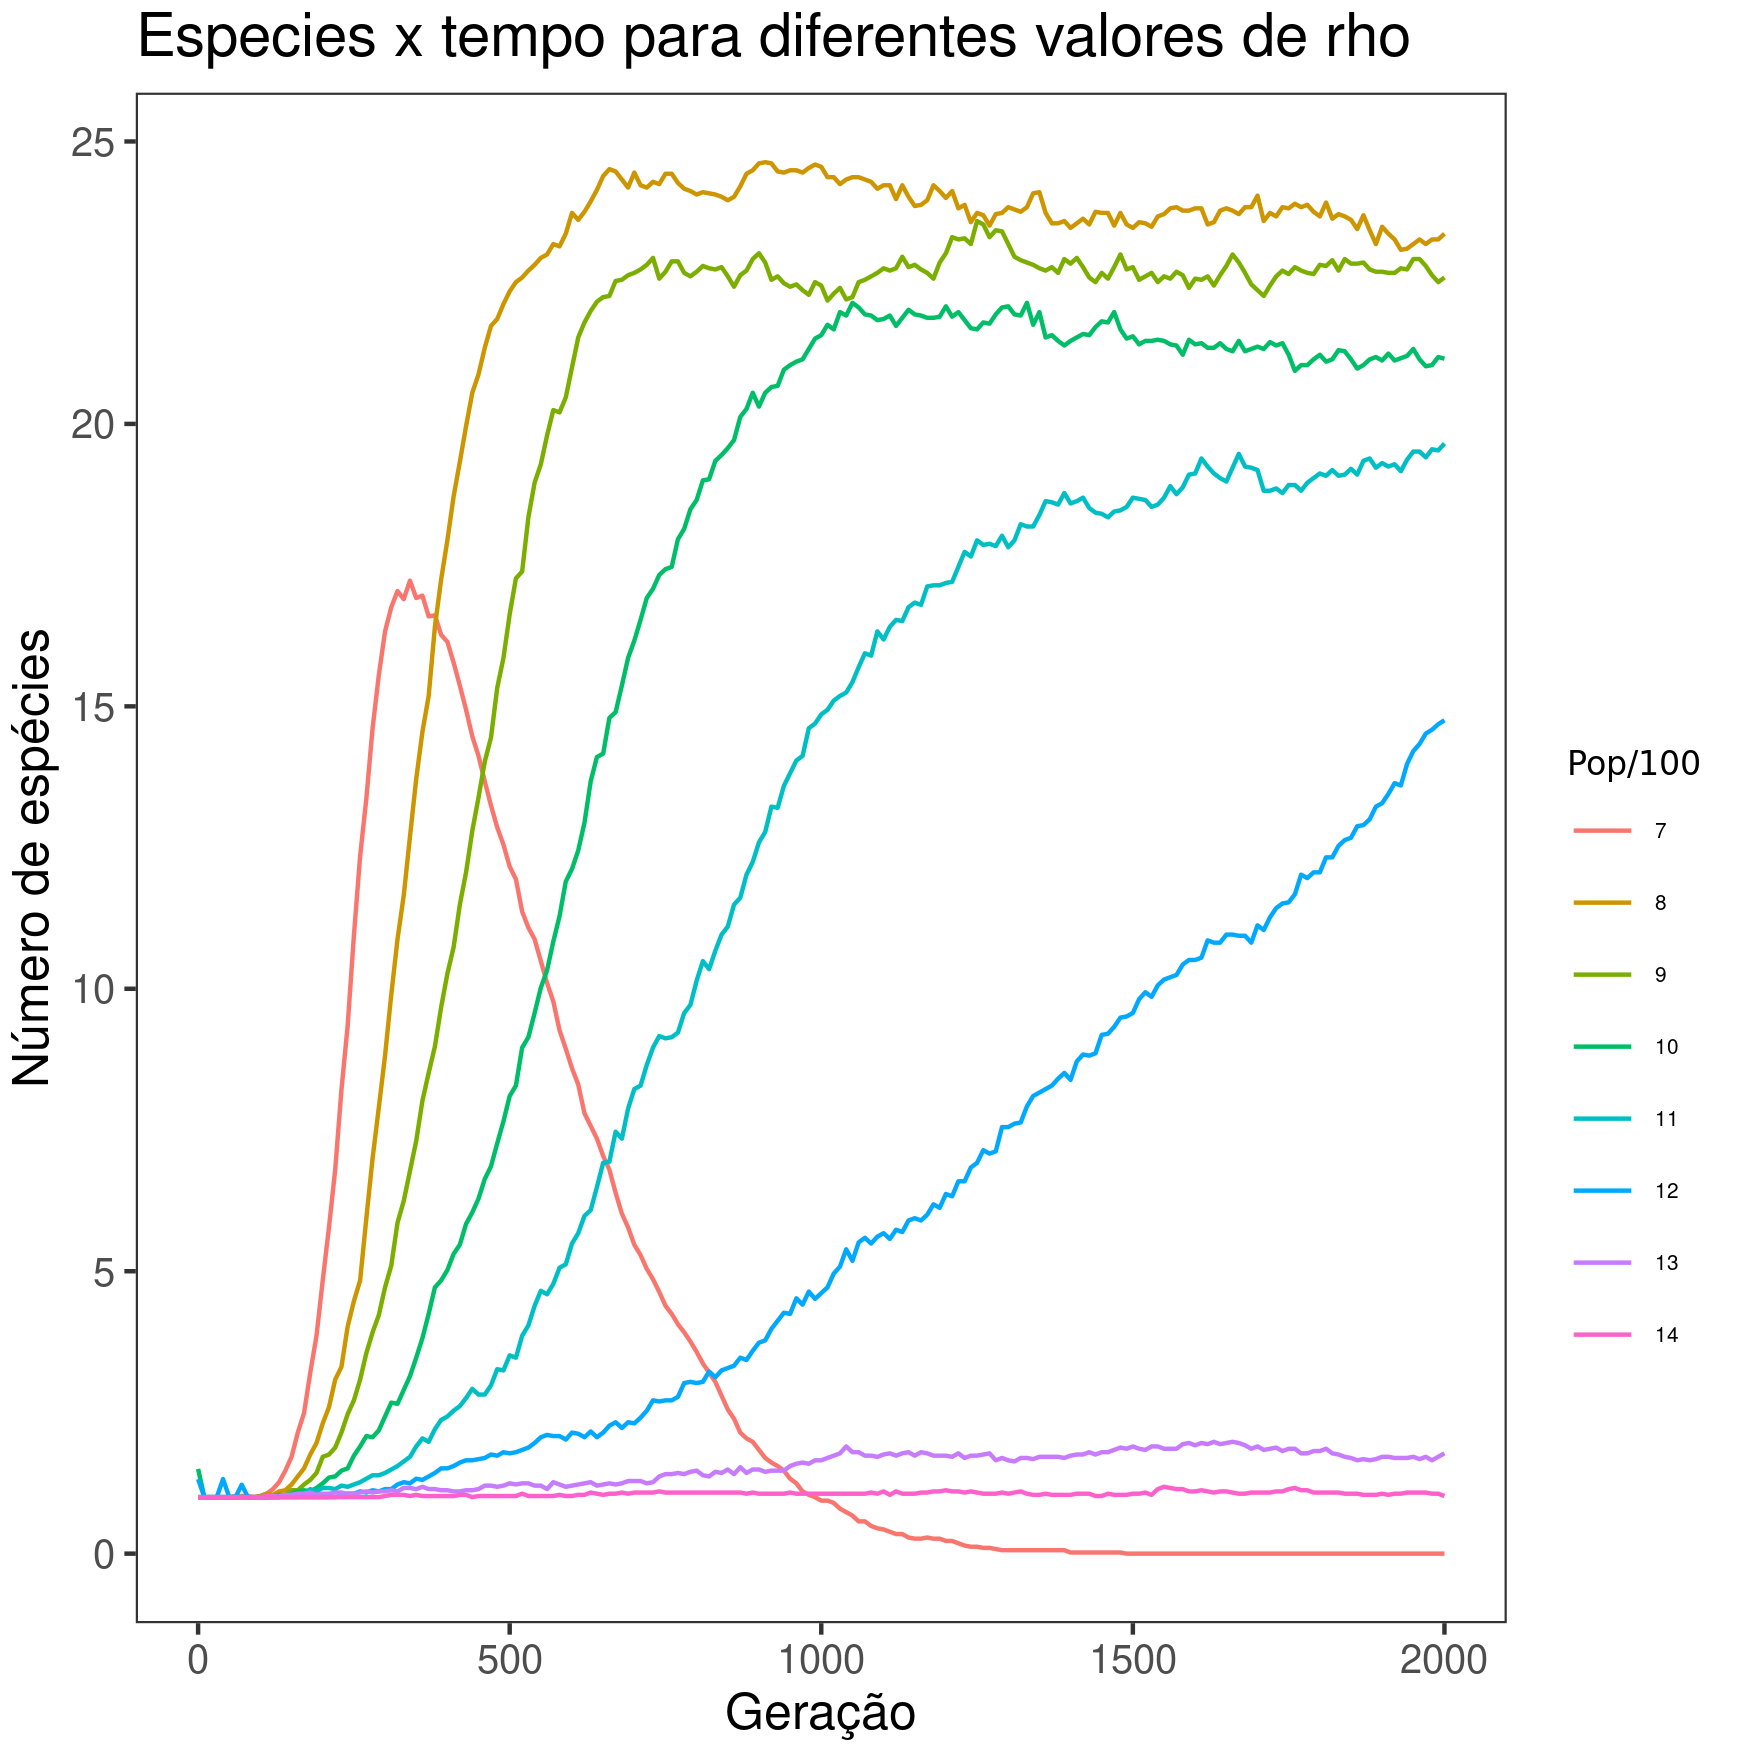 Especies x tempo para diferentes valores de rho
Número de espécies
25
20
15
10
5
0
0 500 1000 1500 2000
Geração
Pop/100
7
8
9
10
11
12
13
14